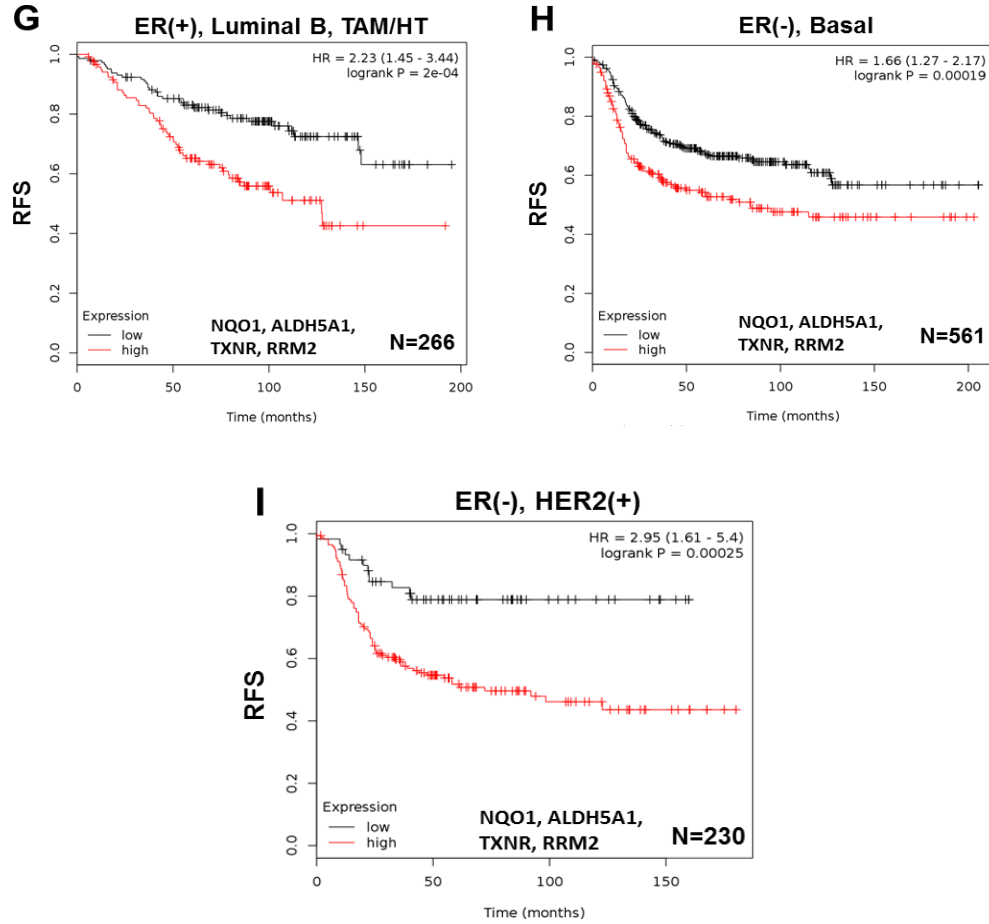 G
ER(+), Luminal B, TAM/HT
HR = 2.23 (1.45 - 3.44)
logrank P = 2e-04
RFS
1.0
0.8
0.6
0.4
0.2
0.0
Expression
low
high
NQO1, ALDH5A1,
TXNR, RRM2
N=266
0 50 100 150 200
Time (months)
H
ER(-), Basal
HR = 1.66 (1.27 - 2.17)
logrank P = 0.00019
RFS
1.0
0.8
0.6
0.4
0.2
0.0
Expression
low
high
NQO1, ALDH5A1,
TXNR, RRM2
N=561
0 50 100 150 200
Time (months)
I
ER(-), HER2(+)
HR = 2.95 (1.61 - 5.4)
logrank P = 0.00025
RFS
1.0
0.8
0.6
0.4
0.2
0.0
Expression
low
high
NQO1, ALDH5A1,
TXNR, RRM2
N=230
0 50 100 150
Time (months)